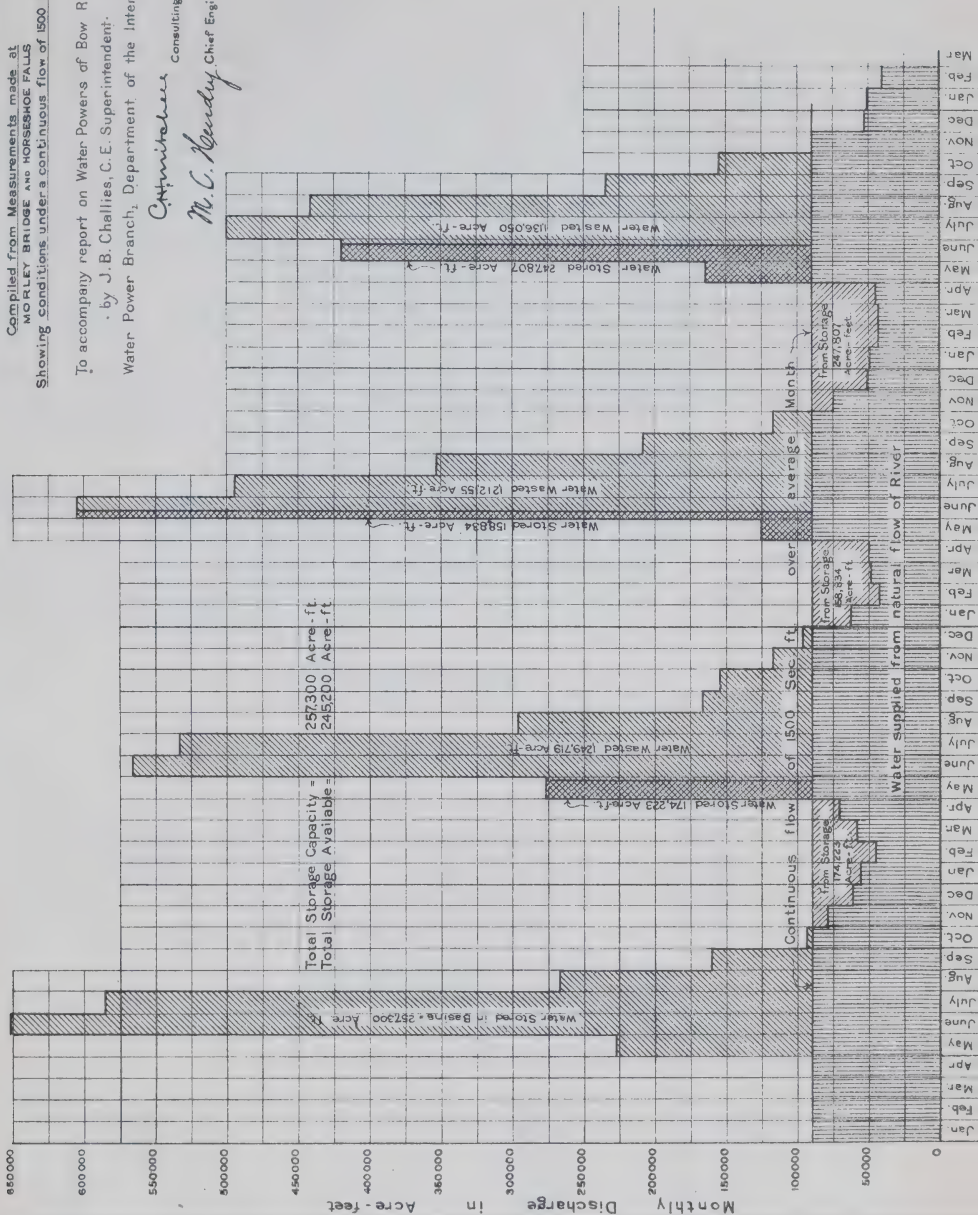 Compiled from Measurements made at
MORLEY BRIDGE AND HORSESHOE FALLS
Showing conditions under a continuous flow of 1500
To accompany report on Water Powers of Bow R
by J.B. Challies, C.E. Superintendent.
Water Power Branch, Department of the Inter
Consulting
M. C. Hendry Chief Engi
Total Storage Capacity = 257,300 Acre-ft.
Total Storage Available = 245,200 Acre-ft
Water Stored in Basins = 257,300 Acre ft.
Water Stored 174,223 Acre-ft.
Water Wasted 1249,719 Acre-ft
Water Stored 158,834 Acre-ft.
Water Wasted 1212,155 Acre-ft.
Water Stored 247,807 Acre-ft.
Water Wasted 1136,050 Acre-ft.
Continuous flow of 1500 Sec ft. over average Month
from Storage
174,223
Acre-ft.
from Storage
158,834
Acre-ft.
from Storage
247,807
Acre-feet.
Water supplied from natural flow of River
Monthly Discharge in Acre-feet
650000
600000
550000
500000
450000
400000
350000
300000
250000
200000
150000
100000
50000
0
Jan.
Feb.
Mar.
Apr.
May
June
July
Aug.
Sep.
Oct
Nov.
Dec
Jan
Feb
Mar
Apr.
May
June
July
Aug
Sep
Oct
Nov.
Dec
Jan.
Feb
Mar
Apr.
May
June
July
Aug.
Sep.
Oct
Nov
Dec
Jan.
Feb
Mar
Apr
May
June
July
Aug.
Sep
Oct
Nov.
Dec
Jan.
Feb
Mar